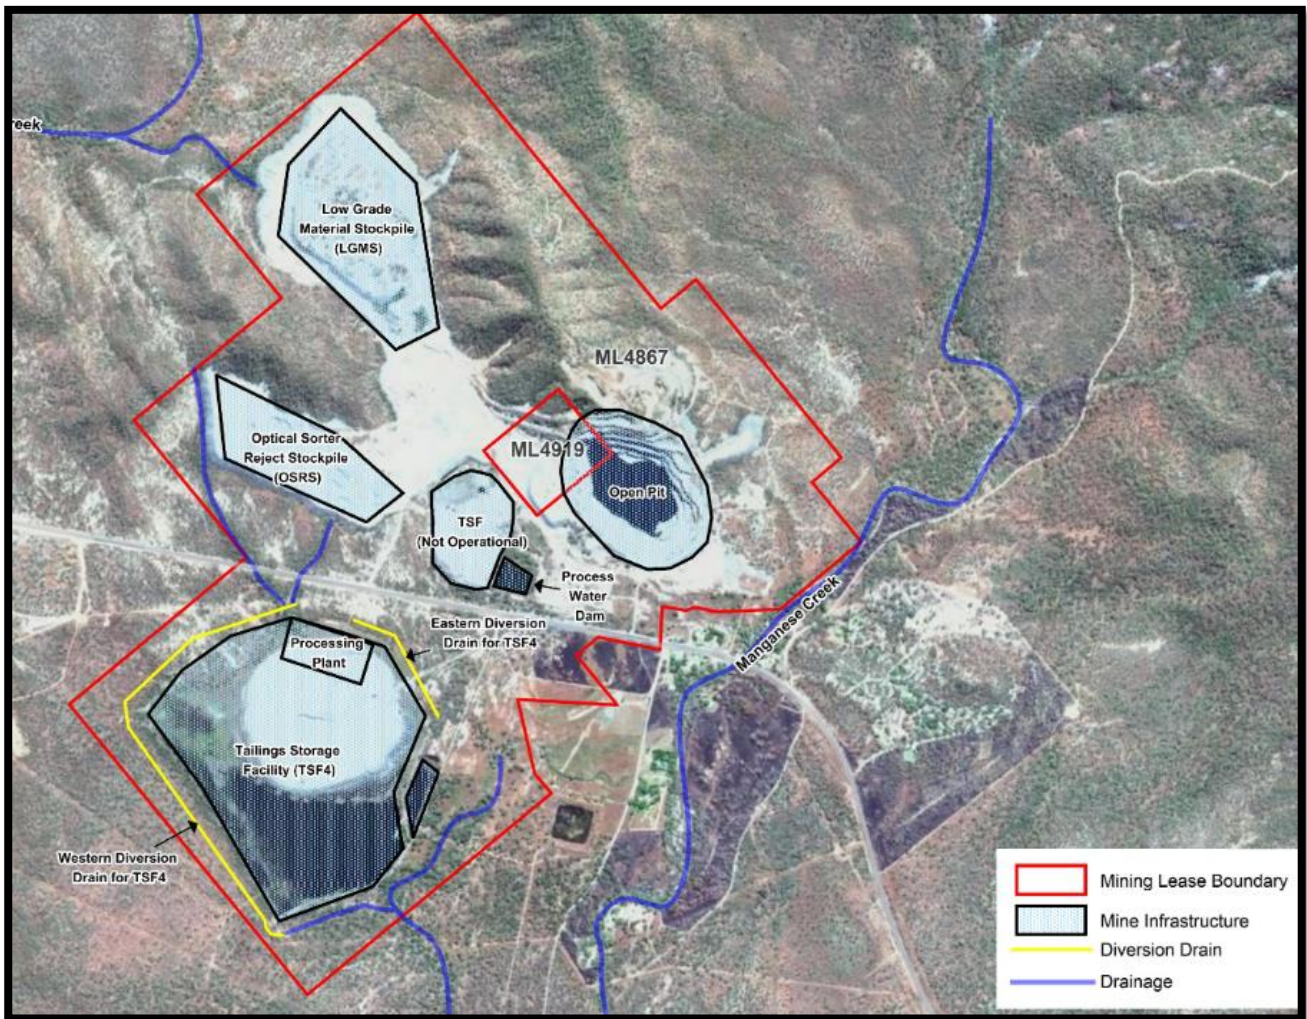 reek
Low Grade
Material Stockpile
(LGMS)
ML4867
Optical Sorter
Reject Stockpile
(OSRS)
ML4919
Open Pit
TSF
(Not Operational)
Process
Water
Dam
Eastern Diversion
Drain for TSF4
Processing
Plant
Manganese Creek
Tailings Storage
Facility (TSF4)
Western Diversion
Drain for TSF4
Mining Lease Boundary
Mine Infrastructure
Diversion Drain
Drainage